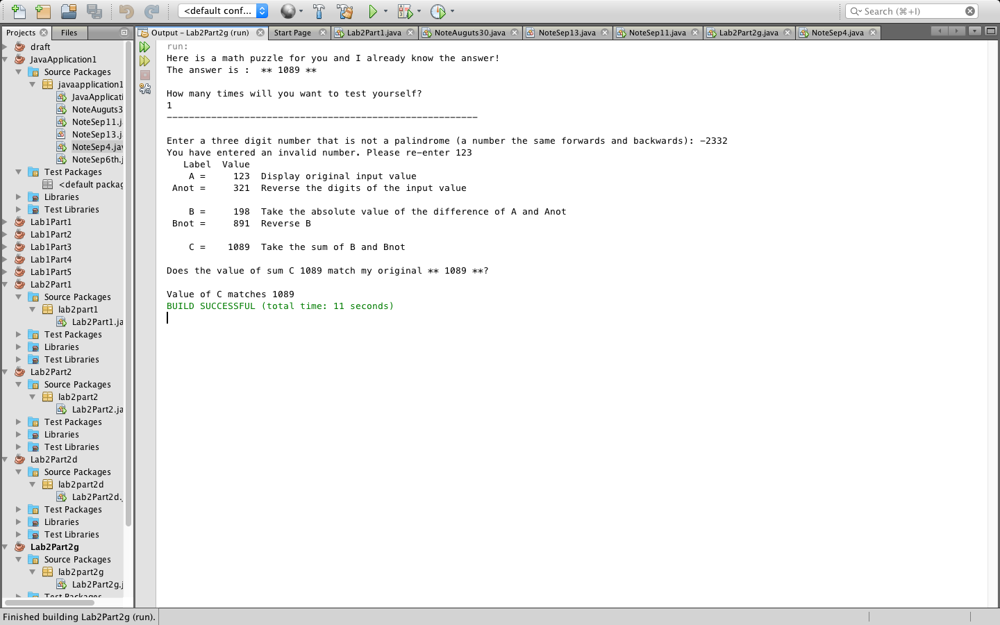 <default conf...
Search (⌘+I)
Projects
Files
Output – Lab2Part2g (run)
Start Page
Lab2Part1.java
NoteAuguts30.java
NoteSep13.java
NoteSep11.java
Lab2Part2g.java
NoteSep4.java
draft
JavaApplication1
Source Packages
javaapplication1
JavaApplicati
NoteAuguts3
NoteSep11.j
NoteSep13.j
NoteSep4.jav
NoteSep6th.j
Test Packages
<default packag
Libraries
Test Libraries
Lab1Part1
Lab1Part2
Lab1Part3
Lab1Part4
Lab1Part5
Lab2Part1
Source Packages
lab2part1
Lab2Part1.ja
Test Packages
Libraries
Test Libraries
Lab2Part2
Source Packages
lab2part2
Lab2Part2.ja
Test Packages
Libraries
Test Libraries
Lab2Part2d
Source Packages
lab2part2d
Lab2Part2d.
Test Packages
Libraries
Test Libraries
Lab2Part2g
Source Packages
lab2part2g
Lab2Part2g.j
Test Packages
run:
Here is a math puzzle for you and I already know the answer!
The answer is :  ** 1089 **
How many times will you want to test yourself?
1
--------------------------------------------------------
Enter a three digit number that is not a palindrome (a number the same forwards and backwards): -2332
You have entered an invalid number. Please re-enter 123
Label  Value
A =     123  Display original input value
Anot =     321  Reverse the digits of the input value
B =     198  Take the absolute value of the difference of A and Anot
Bnot =     891  Reverse B
C =    1089  Take the sum of B and Bnot
Does the value of sum C 1089 match my original ** 1089 **?
Value of C matches 1089
BUILD SUCCESSFUL (total time: 11 seconds)
Finished building Lab2Part2g (run).